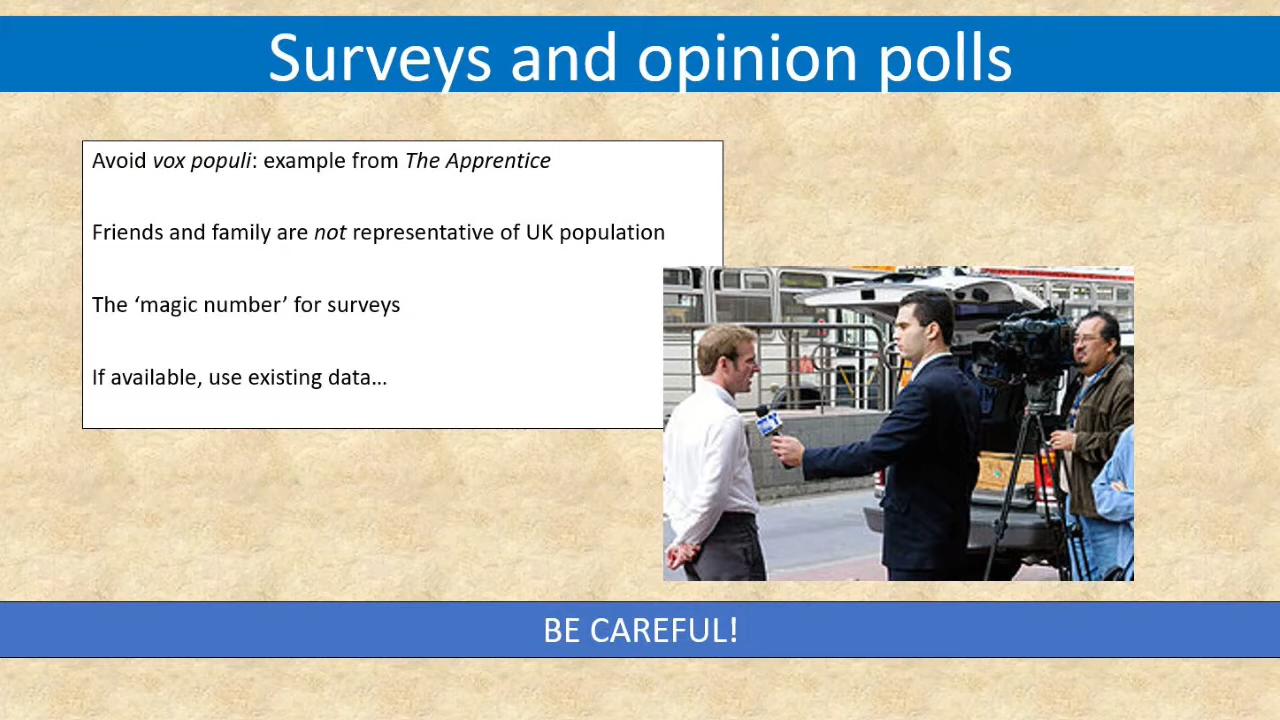 Surveys and opinion polls
Avoid vox populi: example from The Apprentice
Friends and family are not representative of UK population
The ‘magic number’ for surveys
If available, use existing data…
BE CAREFUL!